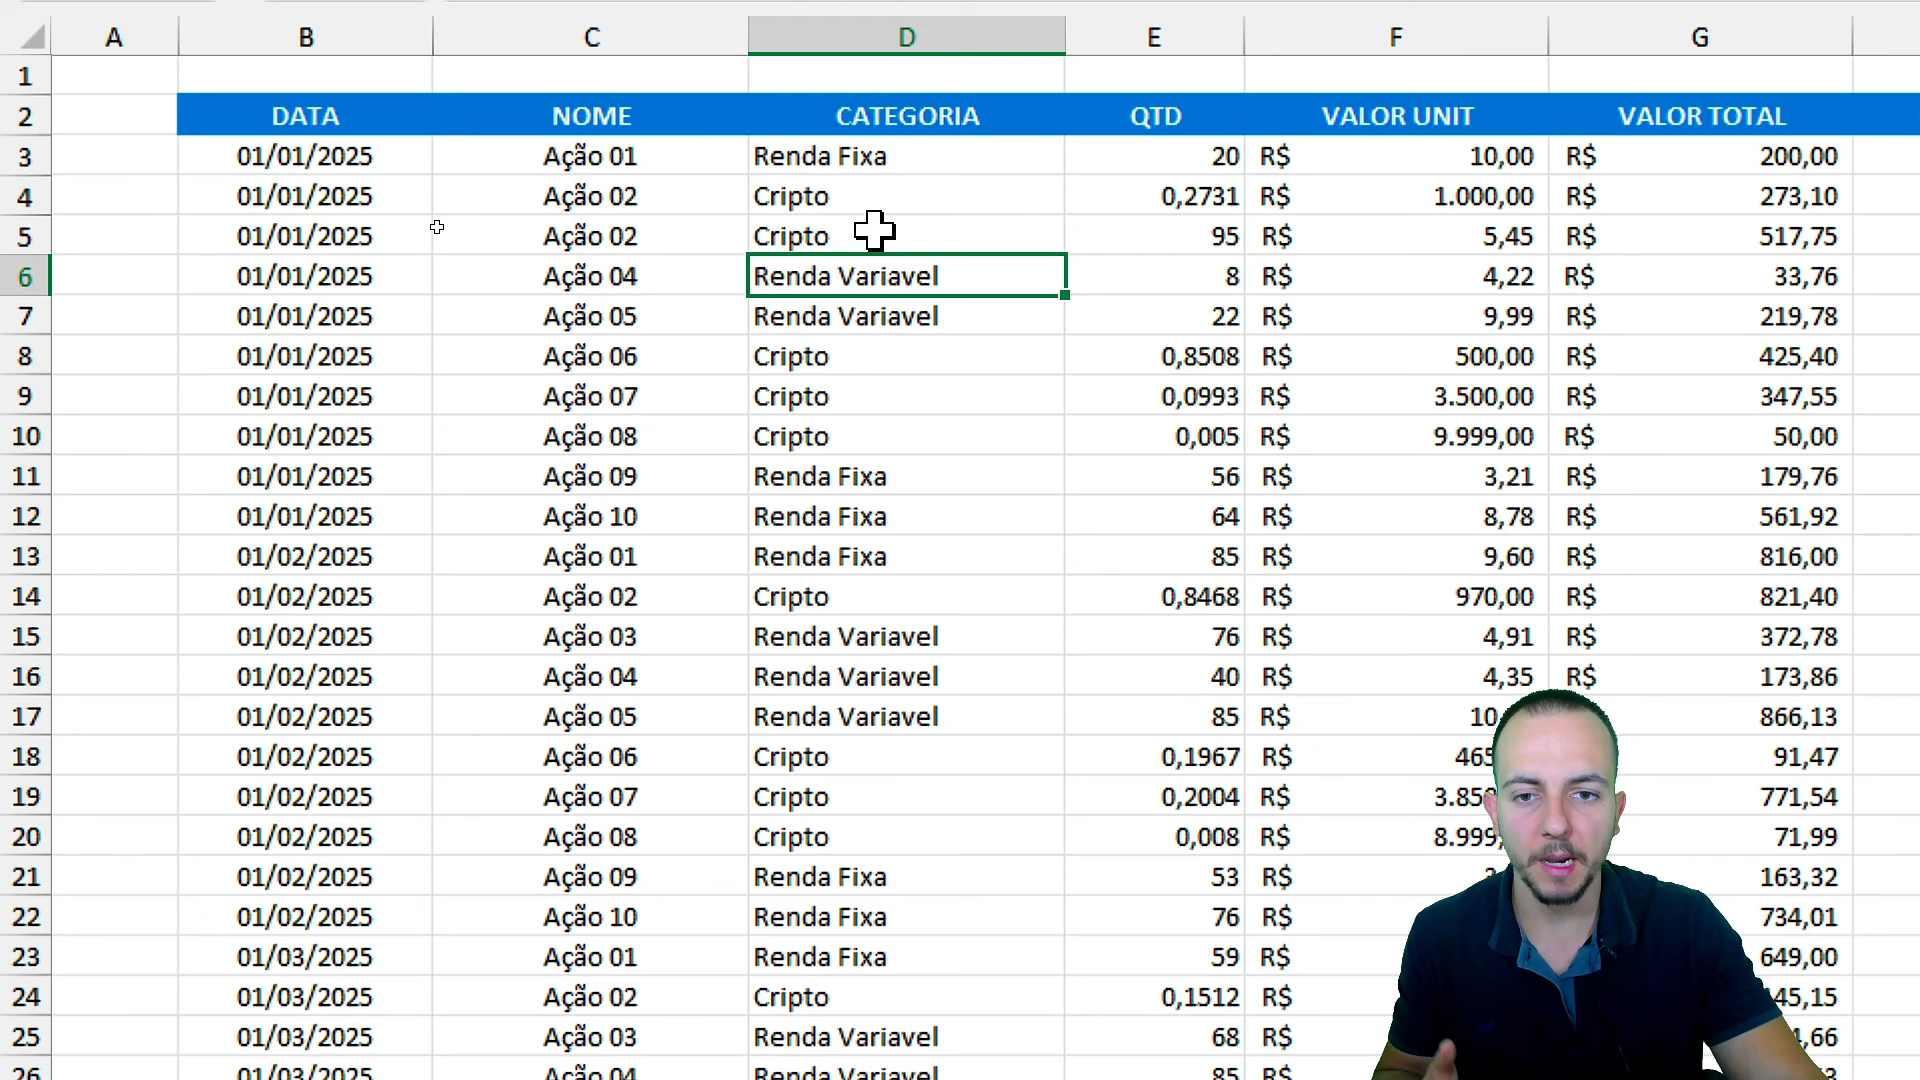 A B C D E F G
1
2 DATA NOME CATEGORIA QTD VALOR UNIT VALOR TOTAL
3 01/01/2025 Ação 01 Renda Fixa 20 R$ 10,00 R$ 200,00
4 01/01/2025 Ação 02 Cripto 0,2731 R$ 1.000,00 R$ 273,10
5 01/01/2025 Ação 02 Cripto 95 R$ 5,45 R$ 517,75
6 01/01/2025 Ação 04 Renda Variavel 8 R$ 4,22 R$ 33,76
7 01/01/2025 Ação 05 Renda Variavel 22 R$ 9,99 R$ 219,78
8 01/01/2025 Ação 06 Cripto 0,8508 R$ 500,00 R$ 425,40
9 01/01/2025 Ação 07 Cripto 0,0993 R$ 3.500,00 R$ 347,55
10 01/01/2025 Ação 08 Cripto 0,005 R$ 9.999,00 R$ 50,00
11 01/01/2025 Ação 09 Renda Fixa 56 R$ 3,21 R$ 179,76
12 01/01/2025 Ação 10 Renda Fixa 64 R$ 8,78 R$ 561,92
13 01/02/2025 Ação 01 Renda Fixa 85 R$ 9,60 R$ 816,00
14 01/02/2025 Ação 02 Cripto 0,8468 R$ 970,00 R$ 821,40
15 01/02/2025 Ação 03 Renda Variavel 76 R$ 4,91 R$ 372,78
16 01/02/2025 Ação 04 Renda Variavel 40 R$ 4,35 R$ 173,86
17 01/02/2025 Ação 05 Renda Variavel 85 R$ 10 866,13
18 01/02/2025 Ação 06 Cripto 0,1967 R$ 465 91,47
19 01/02/2025 Ação 07 Cripto 0,2004 R$ 3.85 771,54
20 01/02/2025 Ação 08 Cripto 0,008 R$ 8.999, 71,99
21 01/02/2025 Ação 09 Renda Fixa 53 R$ 163,32
22 01/02/2025 Ação 10 Renda Fixa 76 R$ 734,01
23 01/03/2025 Ação 01 Renda Fixa 59 R$ 649,00
24 01/03/2025 Ação 02 Cripto 0,1512 R$ 45,15
25 01/03/2025 Ação 03 Renda Variavel 68 R$ ,66
26 01/03/2025 Ação 04 Renda Variavel 85 R$